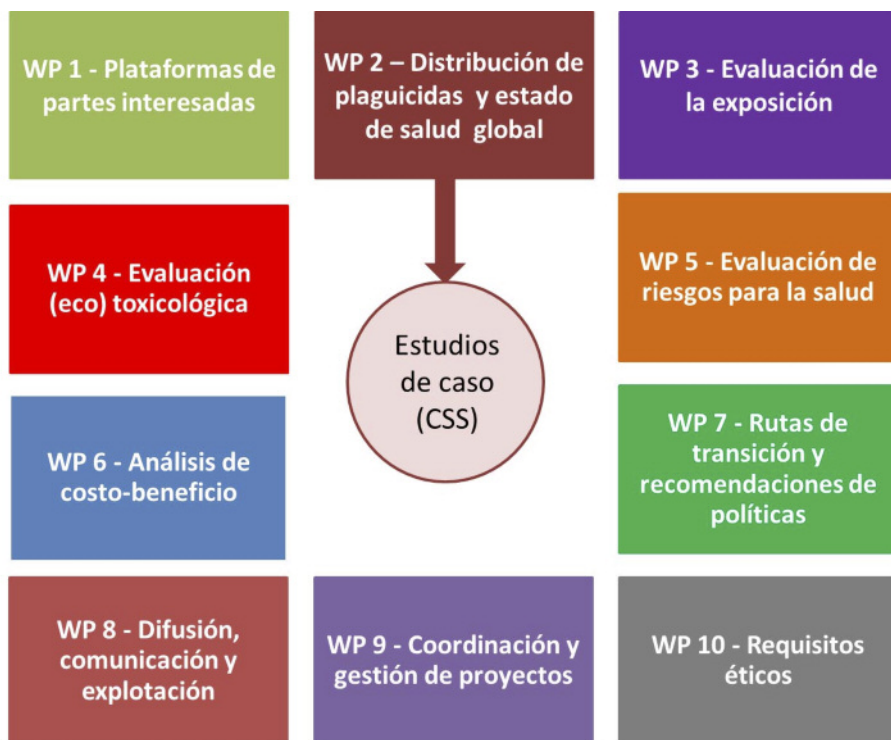 WP 1 - Plataformas de
partes interesadas
WP 2 – Distribución de
plaguicidas y estado
de salud global
WP 3 - Evaluación de
la exposición
WP 4 - Evaluación
(eco) toxicológica
Estudios
de caso
(CSS)
WP 5 - Evaluación de
riesgos para la salud
WP 6 - Análisis de
costo-beneficio
WP 7 - Rutas de
transición y
recomendaciones de
políticas
WP 8 - Difusión,
comunicación y
explotación
WP 9 - Coordinación y
gestión de proyectos
WP 10 - Requisitos
éticos